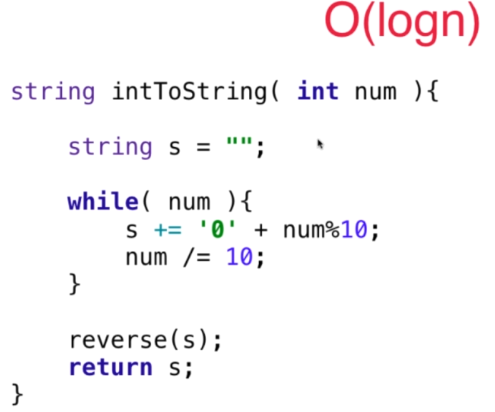 O(logn)
string intToString( int num ){
string s = "";
while( num ){
s += '0' + num%10;
num /= 10;
}
reverse(s);
return s;
}